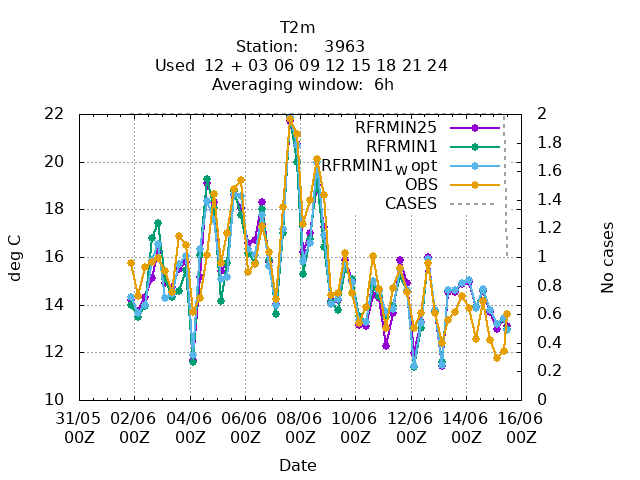 T2m
Station: 3963
Used 12 + 03 06 09 12 15 18 21 24
Averaging window: 6h
22 2
RFRMIN25
1.8
RFRMIN1
20 1.6
RFRMIN1w opt
OBS
1.4
18
CASES
1.2
deg C
16 1
No cases
0.8
14 0.6
0.4
12
0.2
10 0
31/05 02/06 04/06 06/06 08/06 10/06 12/06 14/06 16/06
00Z 00Z 00Z 00Z 00Z 00Z 00Z 00Z 00Z
Date